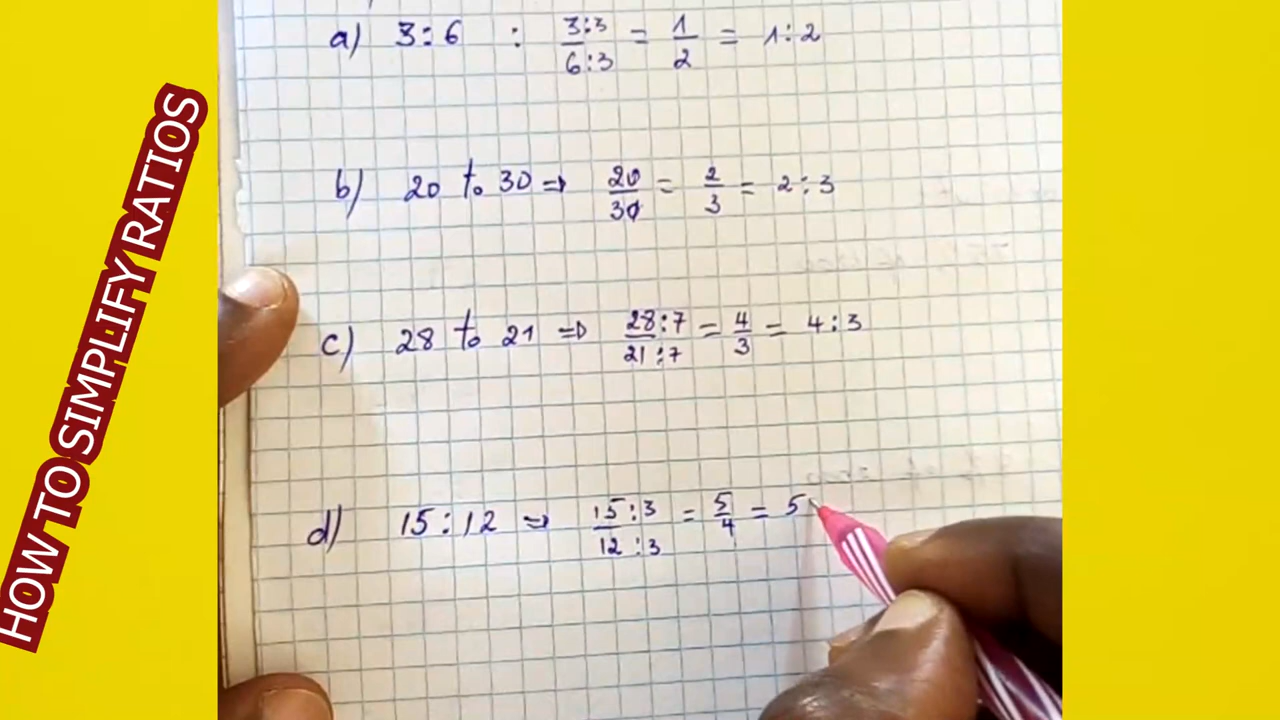 HOW TO SIMPLIFY RATIOS
a) 3:6 : 3:3/6:3 = 1/2 = 1:2
b) 20 to 30 ⇒ 20/30 = 2/3 = 2:3
c) 28 to 21 ⇒ 28:7/21:7 = 4/3 = 4:3
d) 15:12 ⇒ 15:3/12:3 = 5/4 = 5